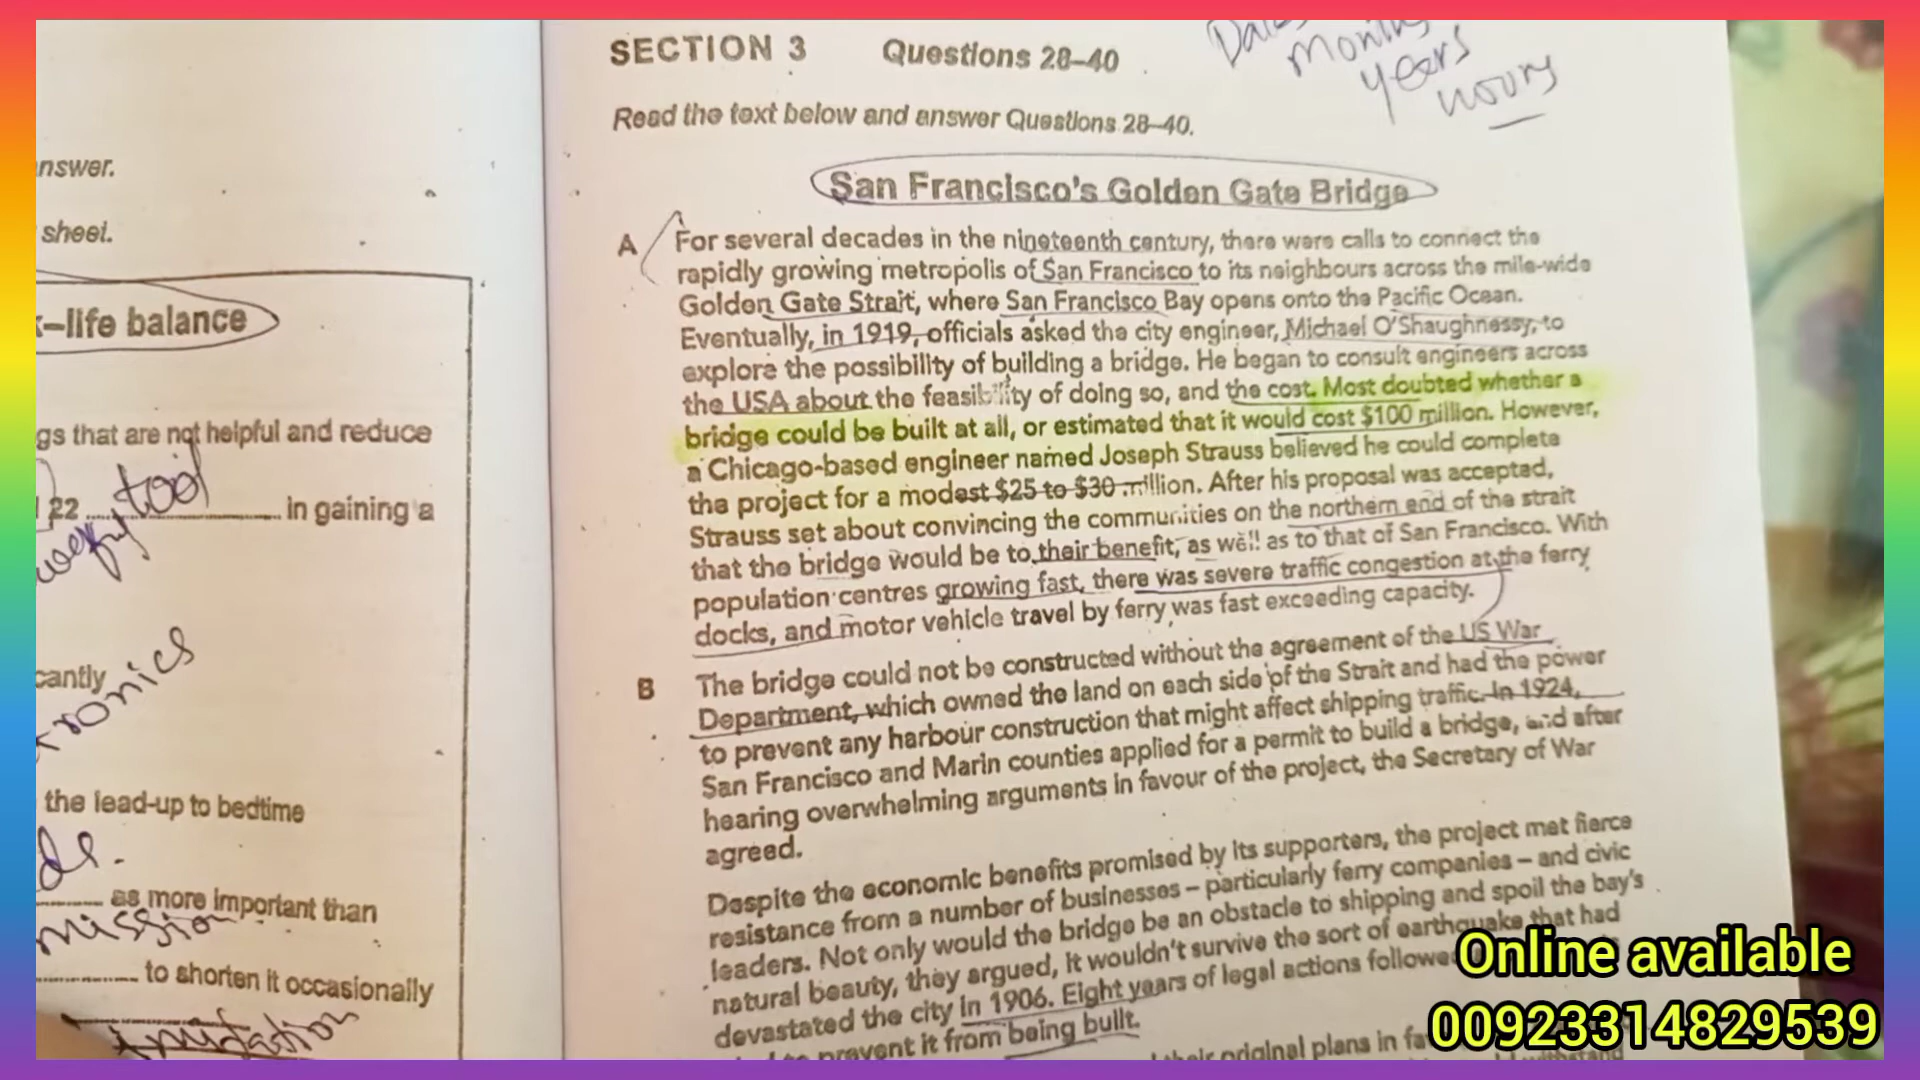 nswer.
sheet.
-life balance
gs that are not helpful and reduce
tool
22 .................... in gaining a
cantly
tronics
the lead-up to bedtime
as more important than
mission
to shorten it occasionally
SECTION 3 Questions 28–40
months
years
hours
Read the text below and answer Questions 28–40.
San Francisco's Golden Gate Bridge
A For several decades in the nineteenth century, there were calls to connect the
rapidly growing metropolis of San Francisco to its neighbours across the mile-wide
Golden Gate Strait, where San Francisco Bay opens onto the Pacific Ocean.
Eventually, in 1919, officials asked the city engineer, Michael O'Shaughnessy, to
explore the possibility of building a bridge. He began to consult engineers across
the USA about the feasibility of doing so, and the cost. Most doubted whether a
bridge could be built at all, or estimated that it would cost $100 million. However,
a Chicago-based engineer named Joseph Strauss believed he could complete
the project for a modest $25 to $30 million. After his proposal was accepted,
Strauss set about convincing the communities on the northern end of the strait
that the bridge would be to their benefit, as well as to that of San Francisco. With
population centres growing fast, there was severe traffic congestion at the ferry
docks, and motor vehicle travel by ferry was fast exceeding capacity.
B The bridge could not be constructed without the agreement of the US War
Department, which owned the land on each side of the Strait and had the power
to prevent any harbour construction that might affect shipping traffic. In 1924,
San Francisco and Marin counties applied for a permit to build a bridge, and after
hearing overwhelming arguments in favour of the project, the Secretary of War
agreed.
Despite the economic benefits promised by its supporters, the project met fierce
resistance from a number of businesses – particularly ferry companies – and civic
leaders. Not only would the bridge be an obstacle to shipping and spoil the bay's
natural beauty, they argued, it wouldn't survive the sort of earthquake that had
devastated the city in 1906. Eight years of legal actions followe
prevent it from being built.
original plans in fa
Online available
00923314829539